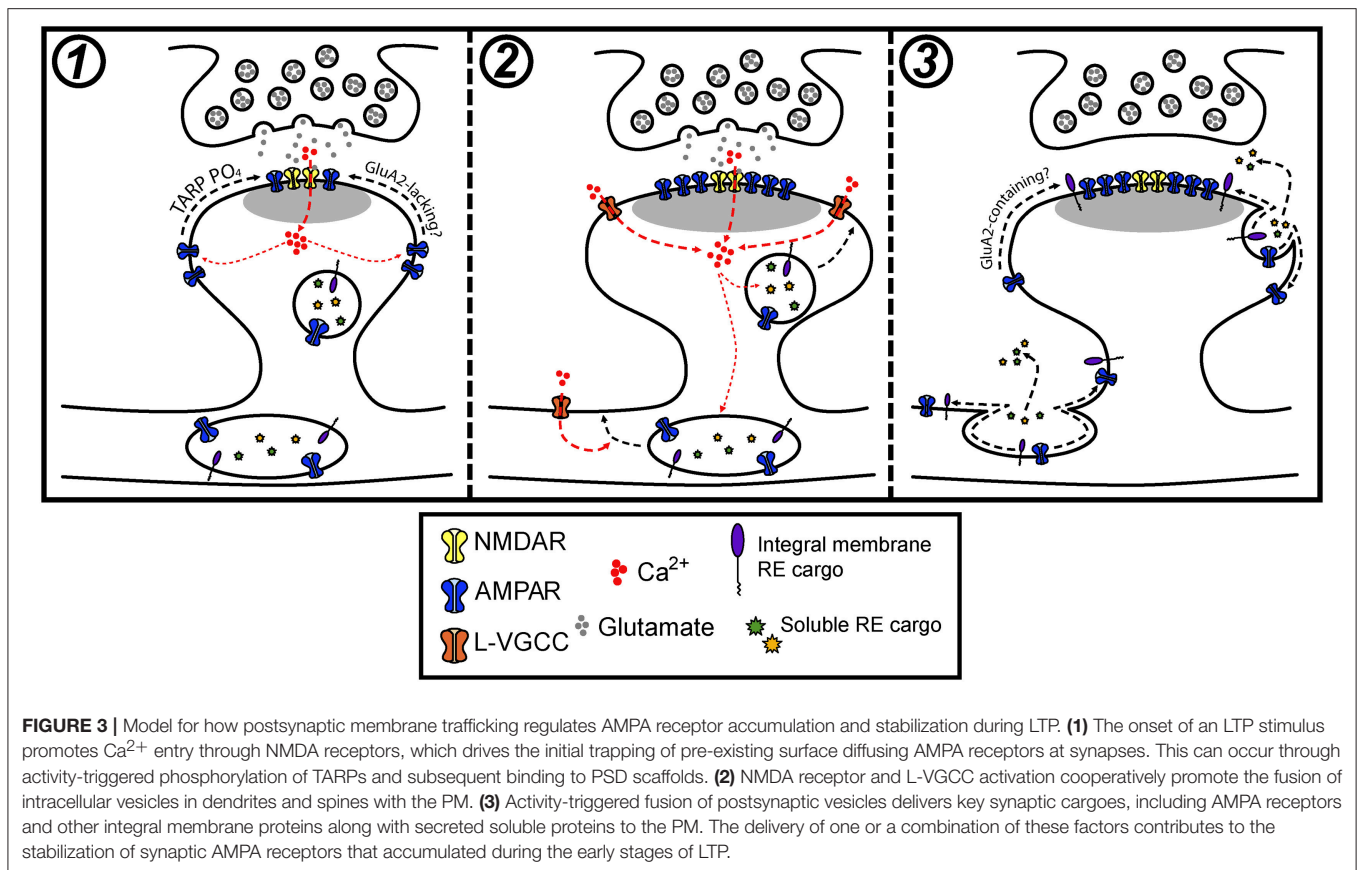 1
2
3
TARP PO4
GluA2-lacking?
GluA2-containing?
NMDAR
AMPAR
L-VGCC
Ca2+
Glutamate
Integral membrane
RE cargo
Soluble RE cargo
FIGURE 3 | Model for how postsynaptic membrane trafficking regulates AMPA receptor accumulation and stabilization during LTP. (1) The onset of an LTP stimulus
promotes Ca2+ entry through NMDA receptors, which drives the initial trapping of pre-existing surface diffusing AMPA receptors at synapses. This can occur through
activity-triggered phosphorylation of TARPs and subsequent binding to PSD scaffolds. (2) NMDA receptor and L-VGCC activation cooperatively promote the fusion of
intracellular vesicles in dendrites and spines with the PM. (3) Activity-triggered fusion of postsynaptic vesicles delivers key synaptic cargoes, including AMPA receptors
and other integral membrane proteins along with secreted soluble proteins to the PM. The delivery of one or a combination of these factors contributes to the
stabilization of synaptic AMPA receptors that accumulated during the early stages of LTP.